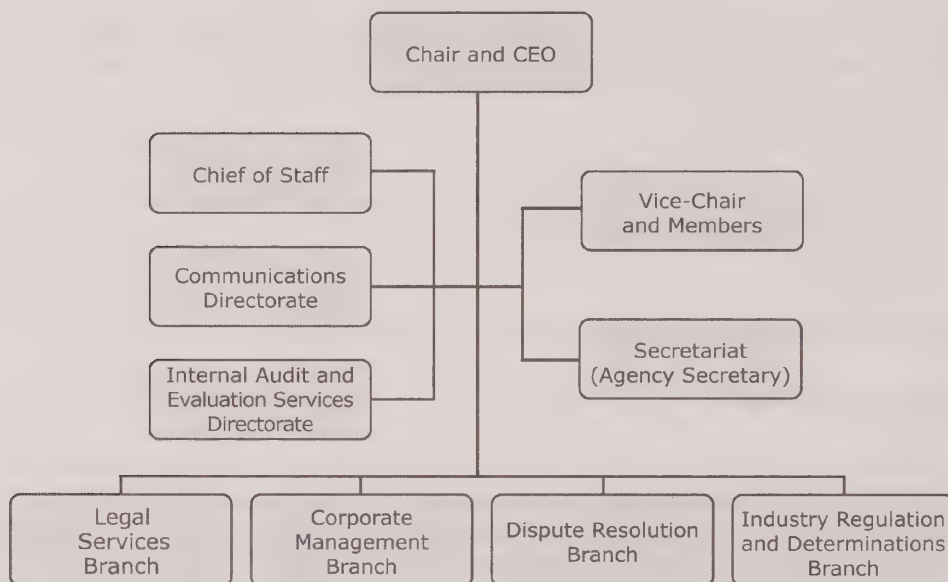 Chair and CEO
Chief of Staff
Vice-Chair
and Members
Communications
Directorate
Secretariat
(Agency Secretary)
Internal Audit and
Evaluation Services
Directorate
Legal
Services
Branch
Corporate
Management
Branch
Dispute Resolution
Branch
Industry Regulation
and Determinations
Branch